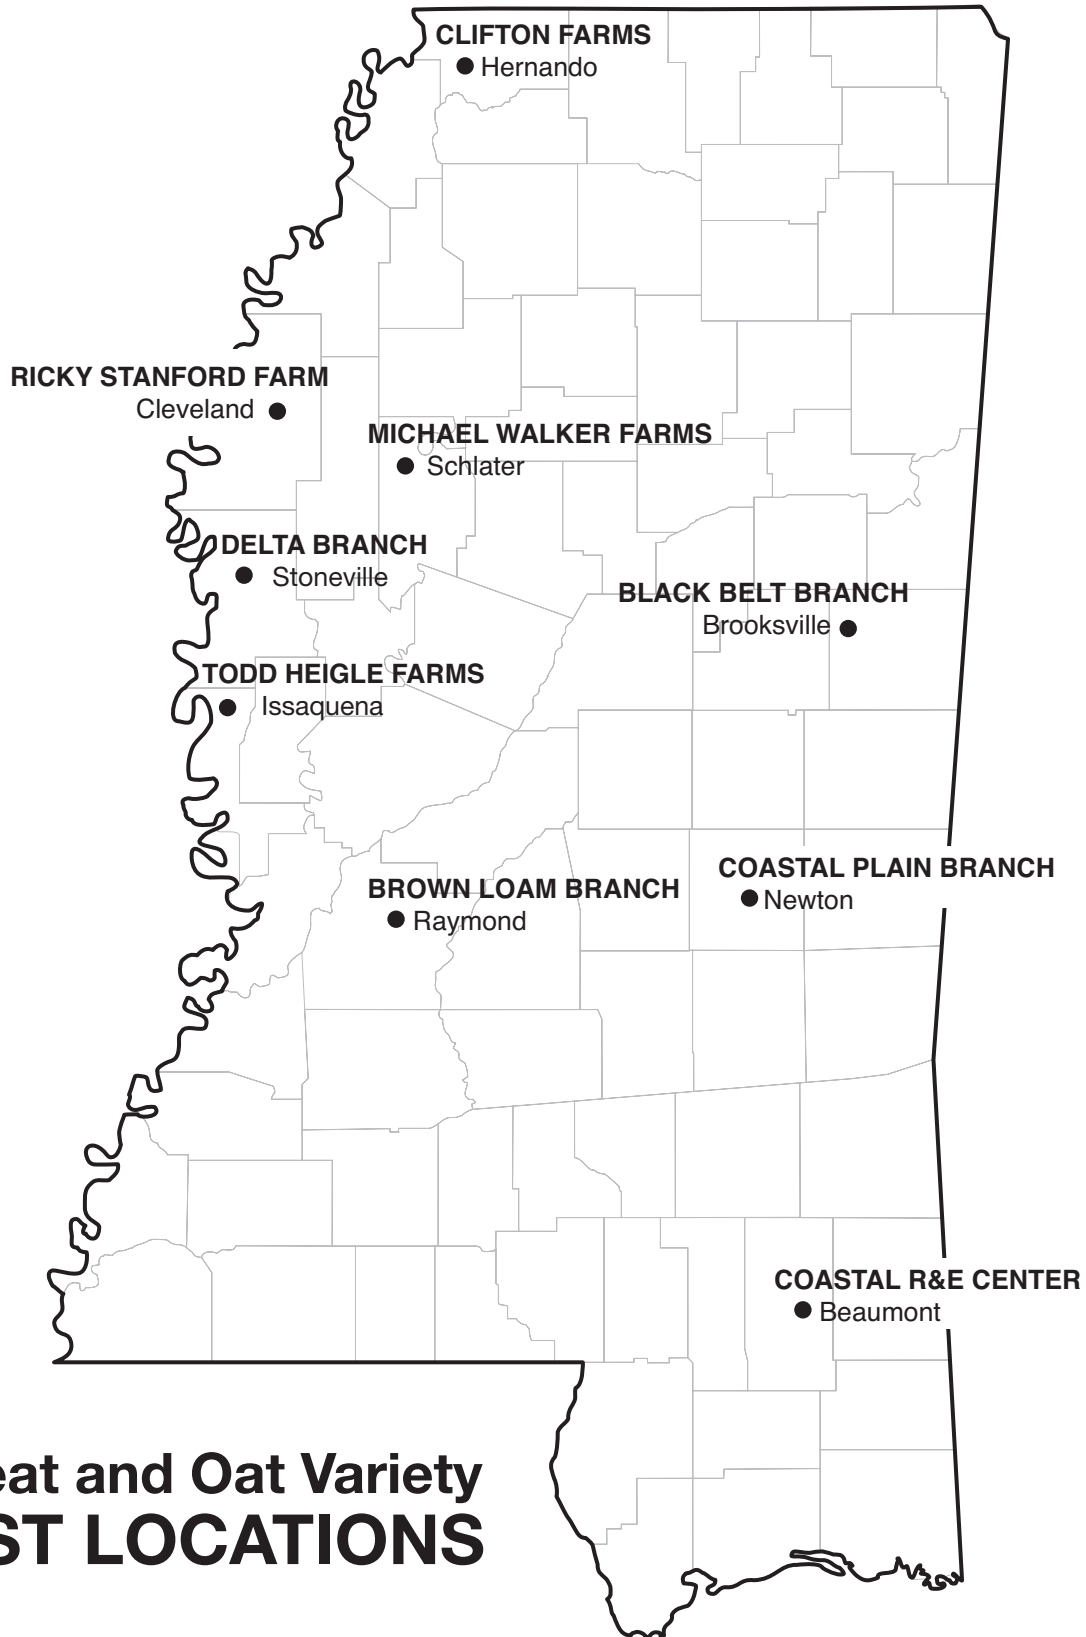 CLIFTON FARMS
Hernando
RICKY STANFORD FARM
Cleveland
MICHAEL WALKER FARMS
Schlater
DELTA BRANCH
Stoneville
BLACK BELT BRANCH
Brooksville
TODD HEIGLE FARMS
Issaquena
COASTAL PLAIN BRANCH
Newton
BROWN LOAM BRANCH
Raymond
COASTAL R&E CENTER
Beaumont
eat and Oat Variety
ST LOCATIONS